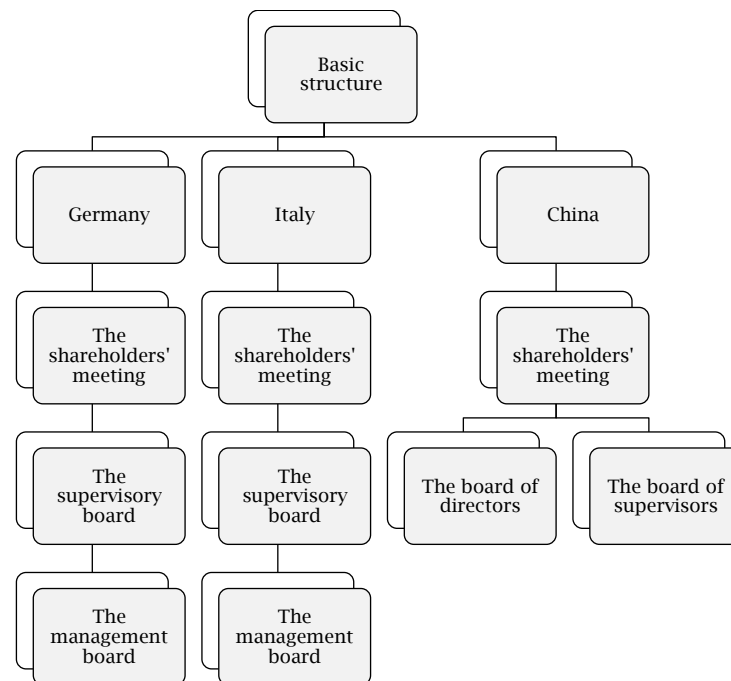 Basic
structure
Germany
Italy
China
The
shareholders'
meeting
The
shareholders'
meeting
The
shareholders'
meeting
The
supervisory
board
The
supervisory
board
The board of
directors
The board of
supervisors
The
management
board
The
management
board